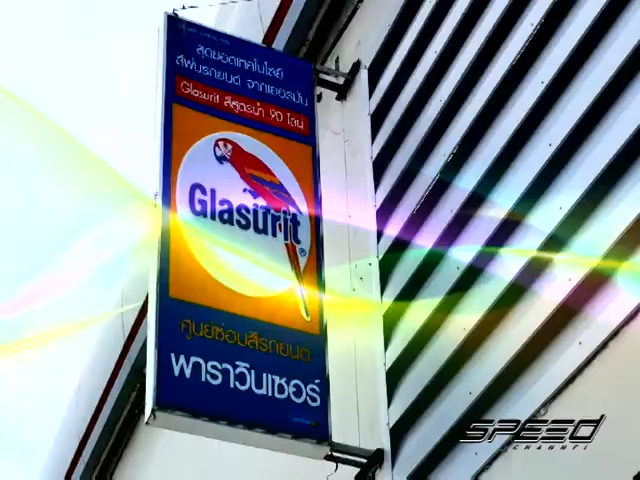 สุดยอดเทคโนโลยี
สีพ่นรถยนต์ จากเยอรมัน
Glasurit สีสูตรน้ำ 90 ไลน์
Glasurit
®
ศูนย์ซ่อมสีรถยนต์
พาราวินเซอร์
SPEED
CHANNEL